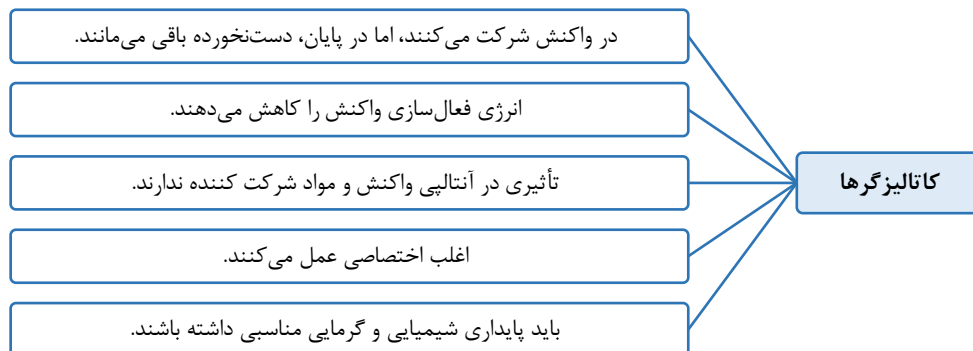 کاتالیزگرها
در واکنش شرکت می‌کنند، اما در پایان، دست‌نخورده باقی می‌مانند.
انرژی فعال‌سازی واکنش را کاهش می‌دهند.
تأثیری در آنتالپی واکنش و مواد شرکت کننده ندارند.
اغلب اختصاصی عمل می‌کنند.
باید پایداری شیمیایی و گرمایی مناسبی داشته باشند.